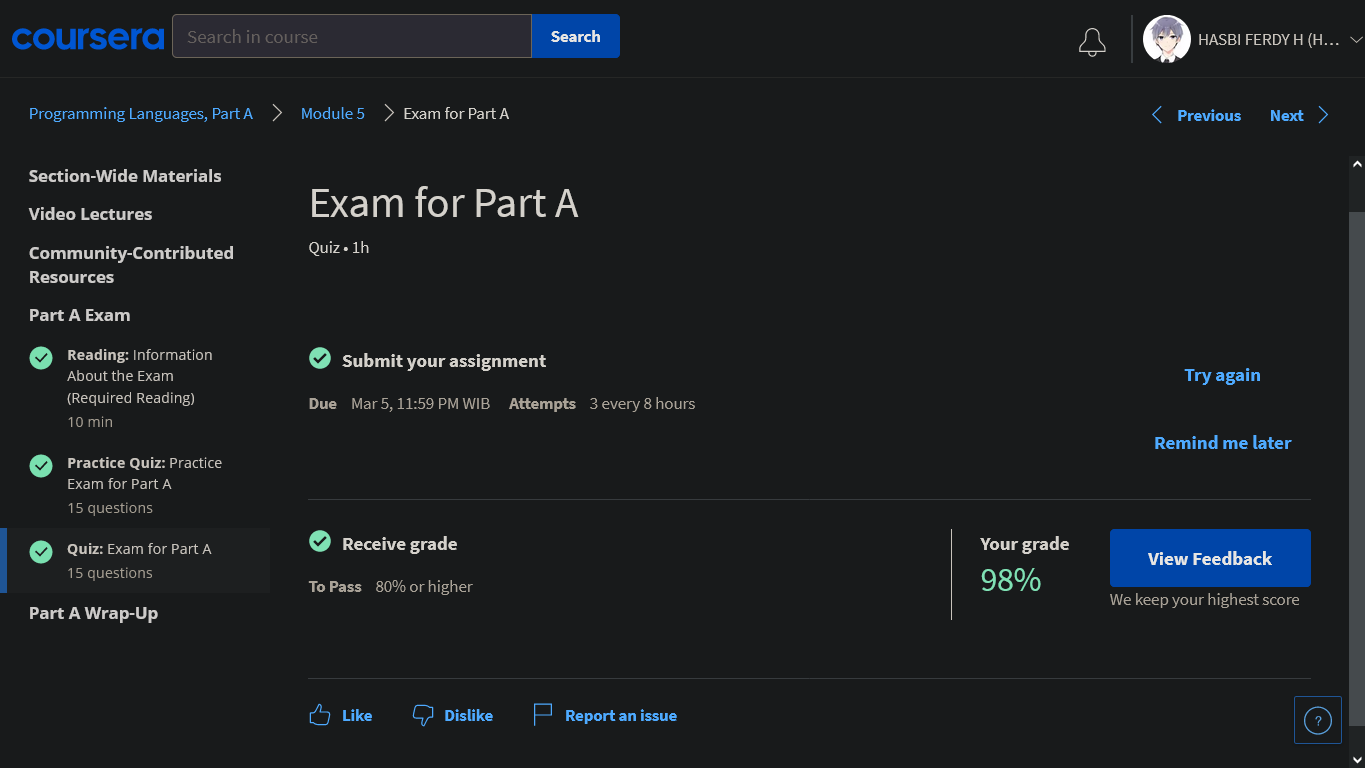 coursera
Search in course
Search
HASBI FERDY H (H...
Programming Languages, Part A
Module 5
Exam for Part A
Previous
Next
Section-Wide Materials
Video Lectures
Community-Contributed
Resources
Part A Exam
Reading: Information
About the Exam
(Required Reading)
10 min
Practice Quiz: Practice
Exam for Part A
15 questions
Quiz: Exam for Part A
15 questions
Part A Wrap-Up
Exam for Part A
Quiz • 1h
Submit your assignment
Due Mar 5, 11:59 PM WIB Attempts 3 every 8 hours
Try again
Remind me later
Receive grade
To Pass 80% or higher
Your grade
98%
View Feedback
We keep your highest score
Like
Dislike
Report an issue
?